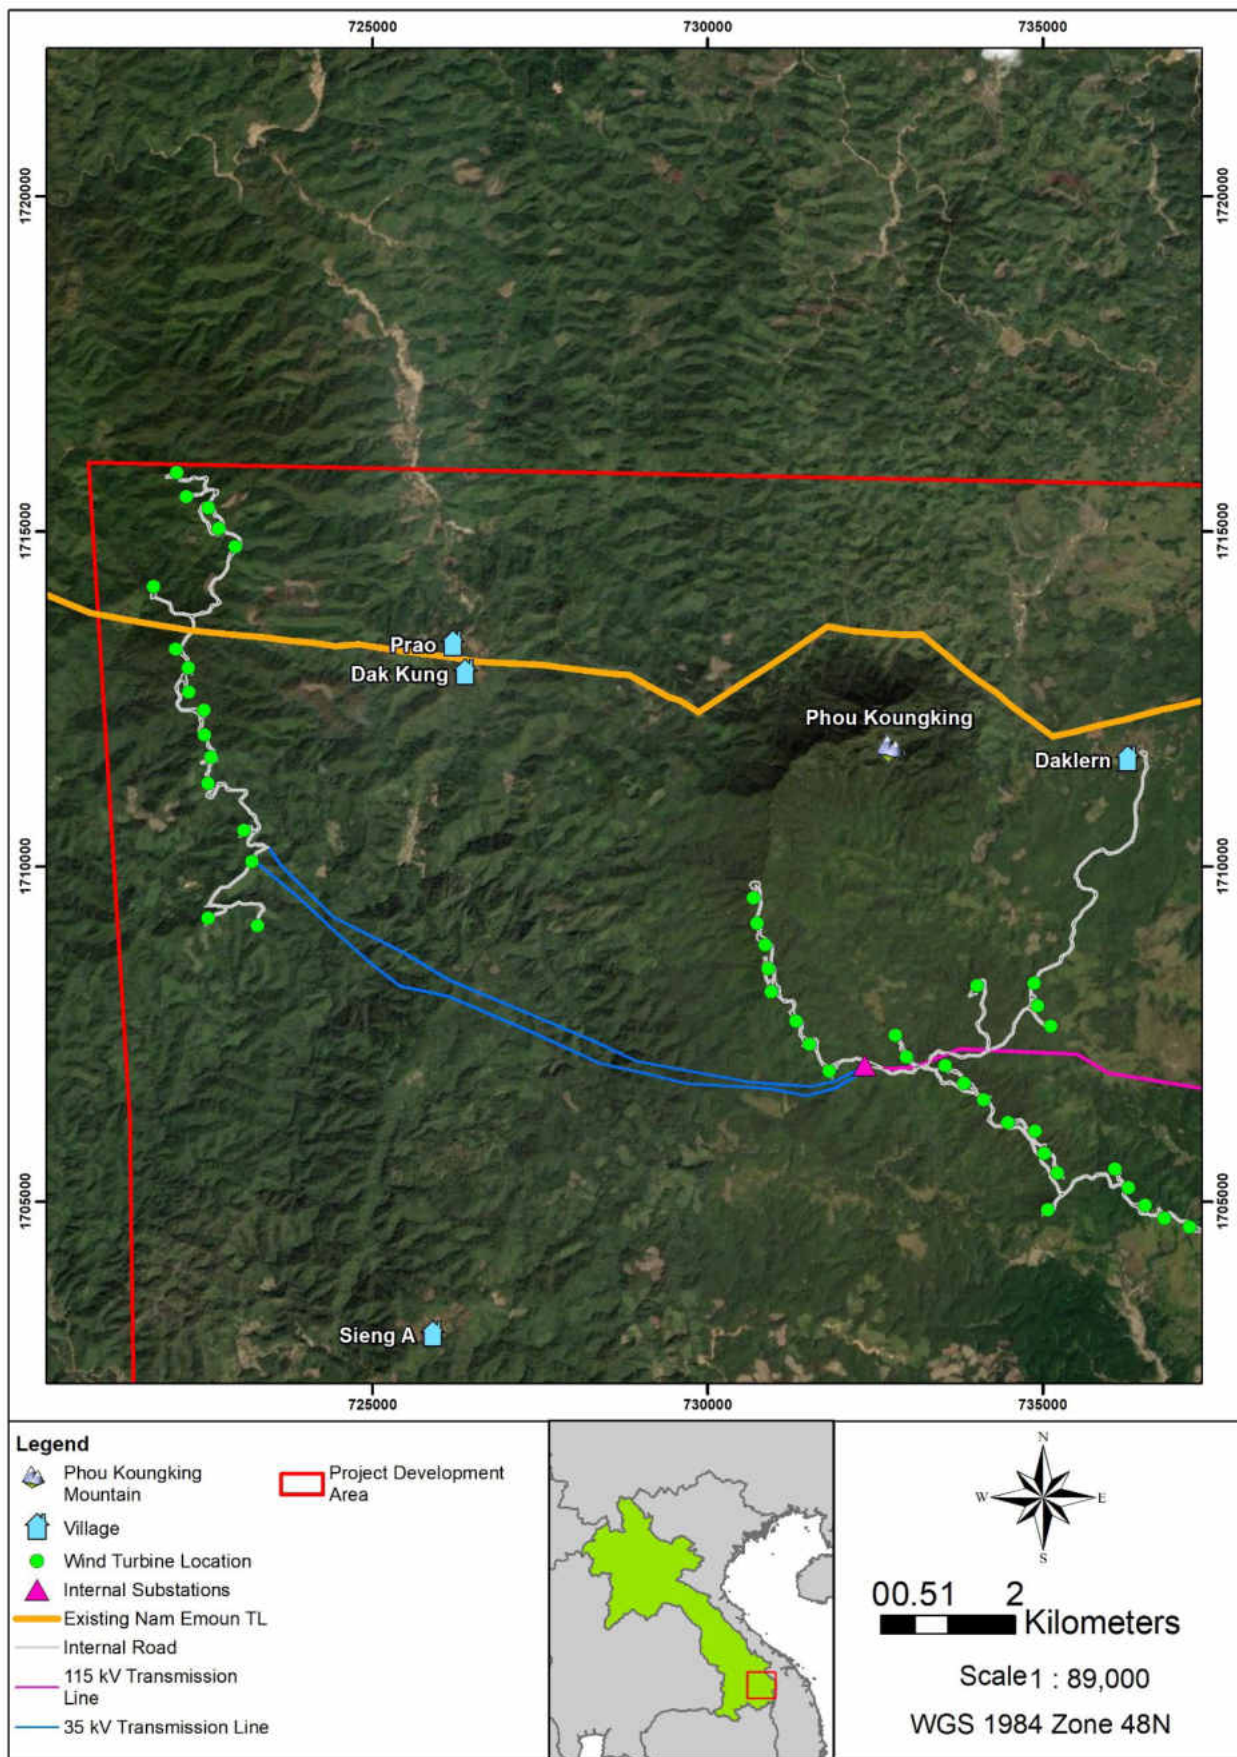 725000
730000
735000
1720000
1720000
1715000
1715000
Prao
Dak Kung
Phou Koungking
Daklern
1710000
1710000
1705000
1705000
Sieng A
725000
730000
735000
Legend
Phou Koungking
Mountain
Village
Wind Turbine Location
Internal Substations
Existing Nam Emoun TL
Internal Road
115 kV Transmission
Line
35 kV Transmission Line
Project Development
Area
N
W
E
S
00.51 2
Kilometers
Scale1 : 89,000
WGS 1984 Zone 48N